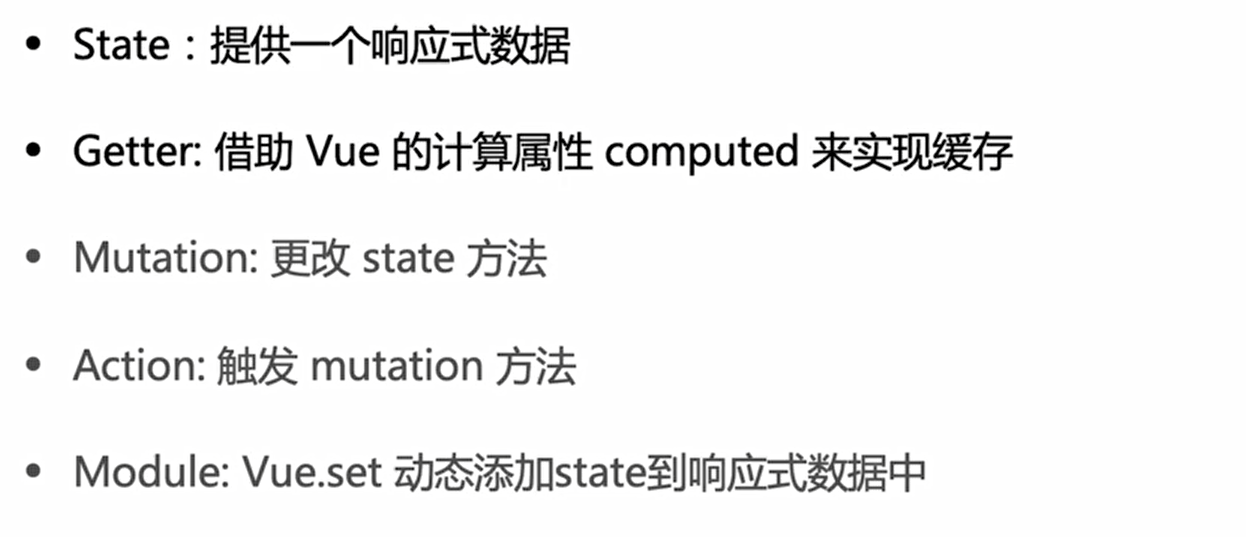 • State：提供一个响应式数据
• Getter: 借助 Vue 的计算属性 computed 来实现缓存
• Mutation: 更改 state 方法
• Action: 触发 mutation 方法
• Module: Vue.set 动态添加state到响应式数据中